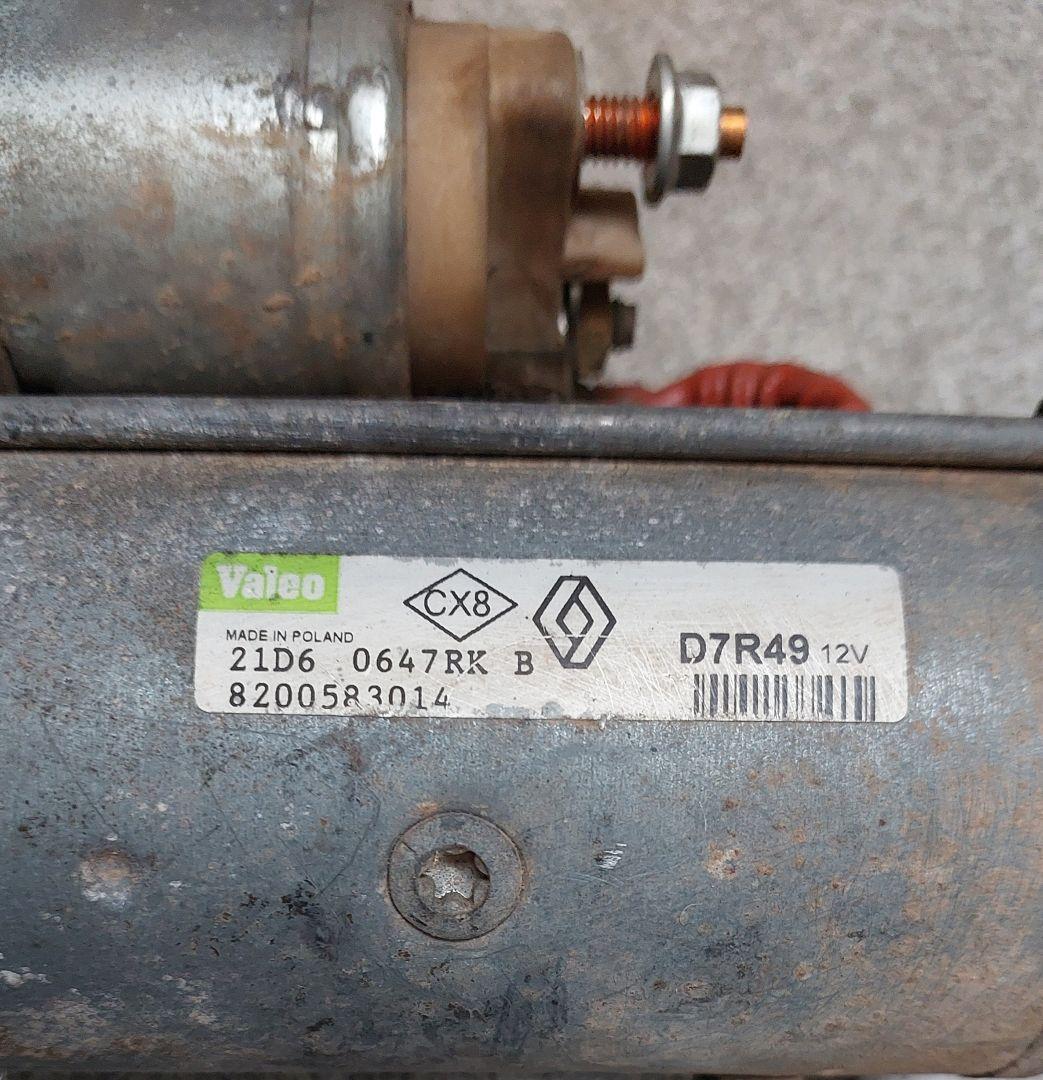 Valeo
CX8
MADE IN POLAND
21D6 0647RK B
8200583014
D7R49 12V